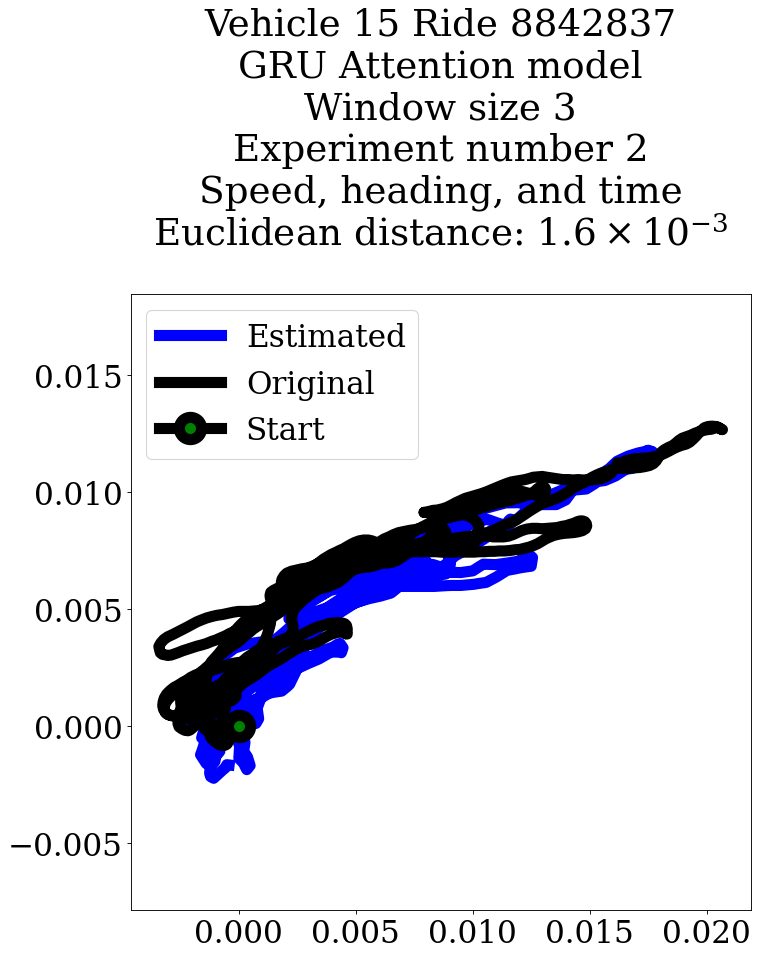 Vehicle 15 Ride 8842837
GRU Attention model
Window size 3
Experiment number 2
Speed, heading, and time
Euclidean distance: 1.6 × 10⁻³
Estimated
Original
Start
0.015
0.010
0.005
0.000
−0.005
0.000 0.005 0.010 0.015 0.020